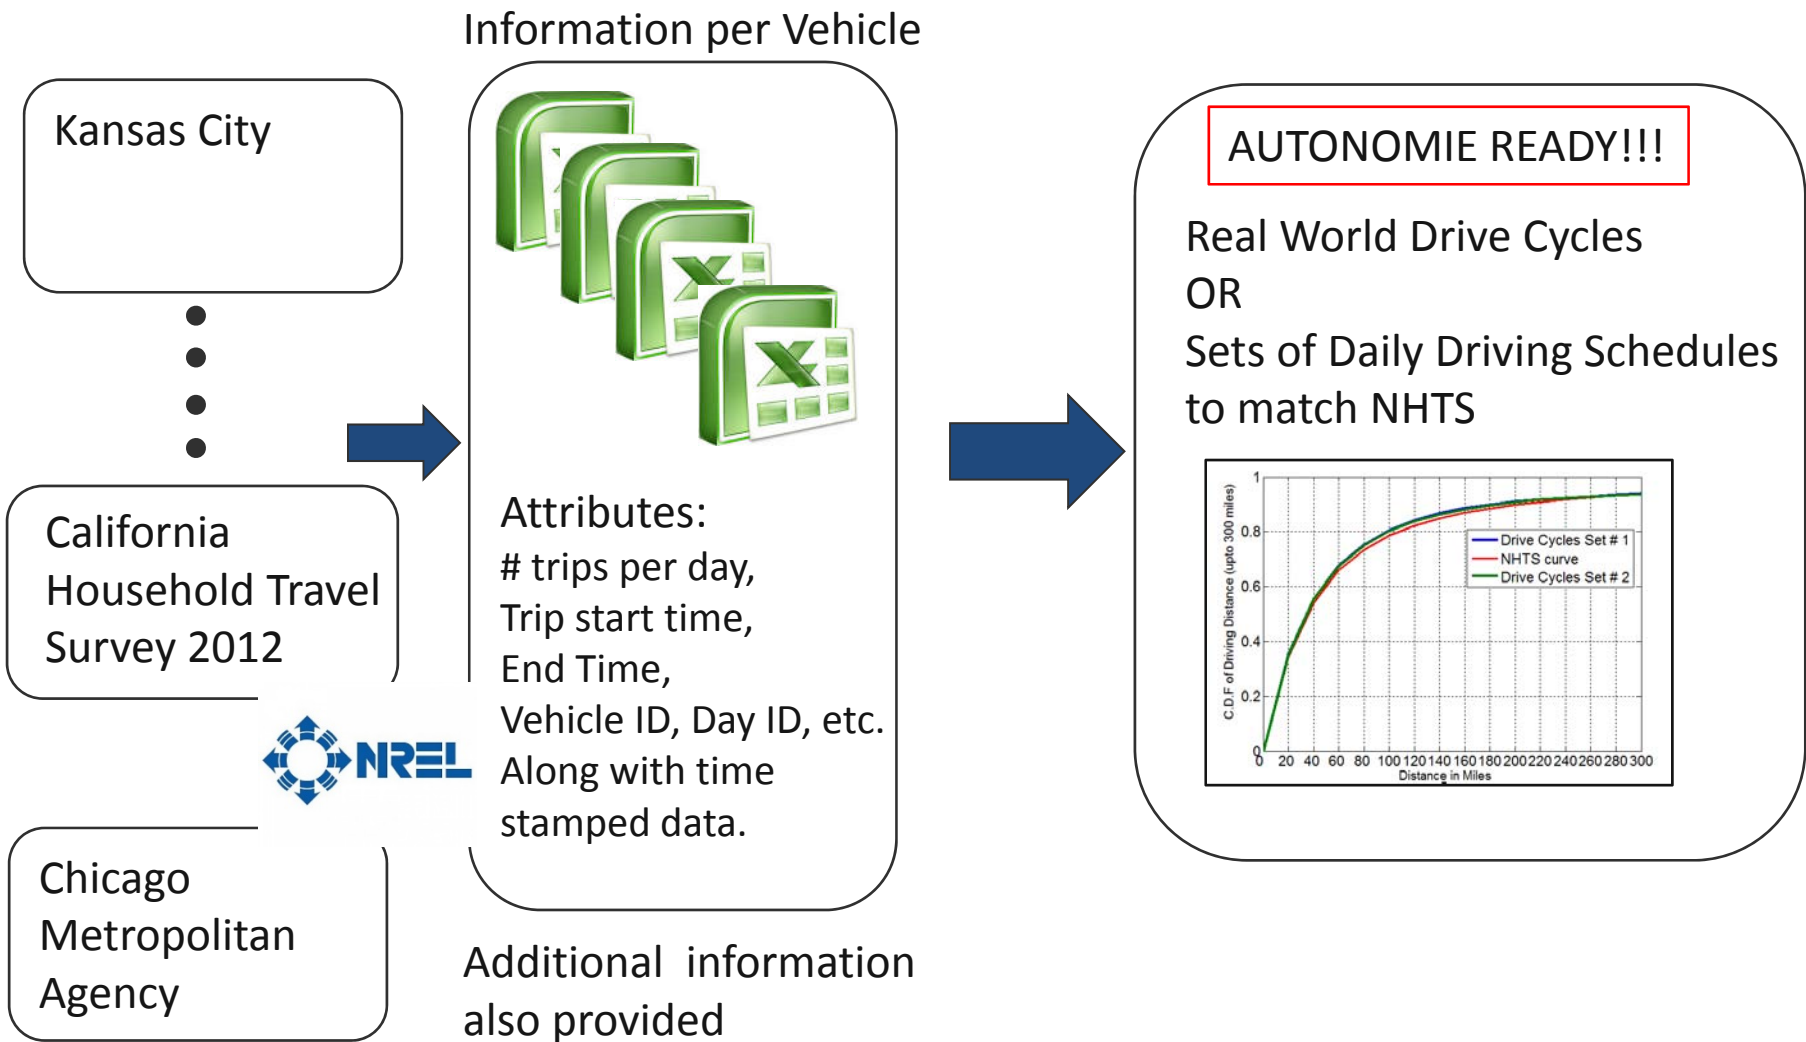 Information per Vehicle
Kansas City
California
Household Travel
Survey 2012
NREL
Chicago
Metropolitan
Agency
Attributes:
# trips per day,
Trip start time,
End Time,
Vehicle ID, Day ID, etc.
Along with time
stamped data.
Additional information
also provided
AUTONOMIE READY!!!
Real World Drive Cycles
OR
Sets of Daily Driving Schedules
to match NHTS
C.D.F of Driving Distance (upto 300 miles)
1
0.8
0.6
0.4
0.2
0
Drive Cycles Set # 1
NHTS curve
Drive Cycles Set # 2
0 20 40 60 80 100 120 140 160 180 200 220 240 260 280 300
Distance in Miles